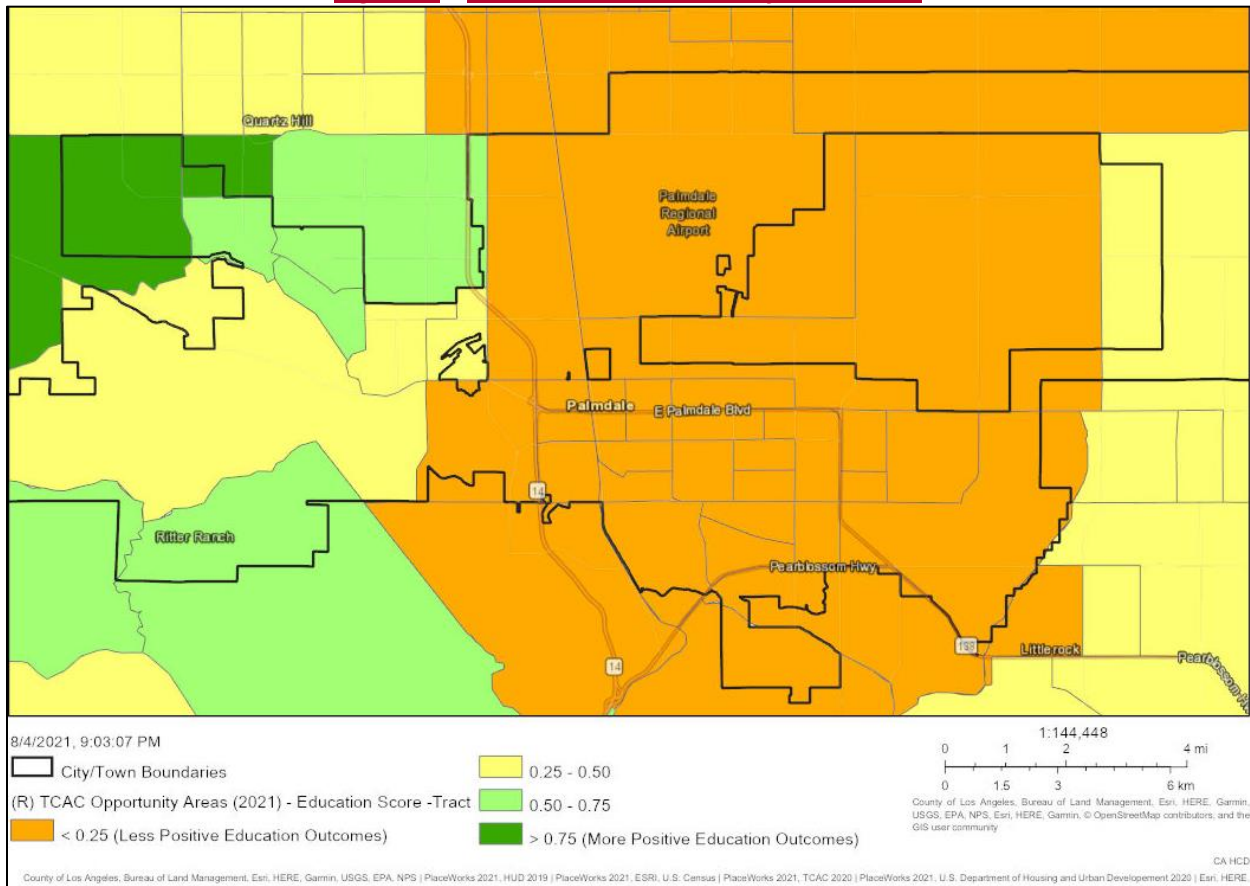 Quartz Hill
Palmdale
Regional
Airport
Palmdale
E Palmdale Blvd
14
Ritter Ranch
Pearblossom Hwy
138
Littlerock
14
Pearblossom
8/4/2021, 9:03:07 PM
City/Town Boundaries
(R) TCAC Opportunity Areas (2021) - Education Score -Tract
< 0.25 (Less Positive Education Outcomes)
0.25 - 0.50
0.50 - 0.75
> 0.75 (More Positive Education Outcomes)
1:144,448
0 1 2 4 mi
0 1.5 3 6 km
County of Los Angeles, Bureau of Land Management, Esri, HERE, Garmin,
USGS, EPA, NPS, Esri, HERE, Garmin, © OpenStreetMap contributors, and the
GIS user community
CA HCD
County of Los Angeles, Bureau of Land Management, Esri, HERE, Garmin, USGS, EPA, NPS | PlaceWorks 2021, HUD 2019 | PlaceWorks 2021, ESRI, U.S. Census | PlaceWorks 2021, TCAC 2020 | PlaceWorks 2021, U.S. Department of Housing and Urban Developement 2020 | Esri, HERE